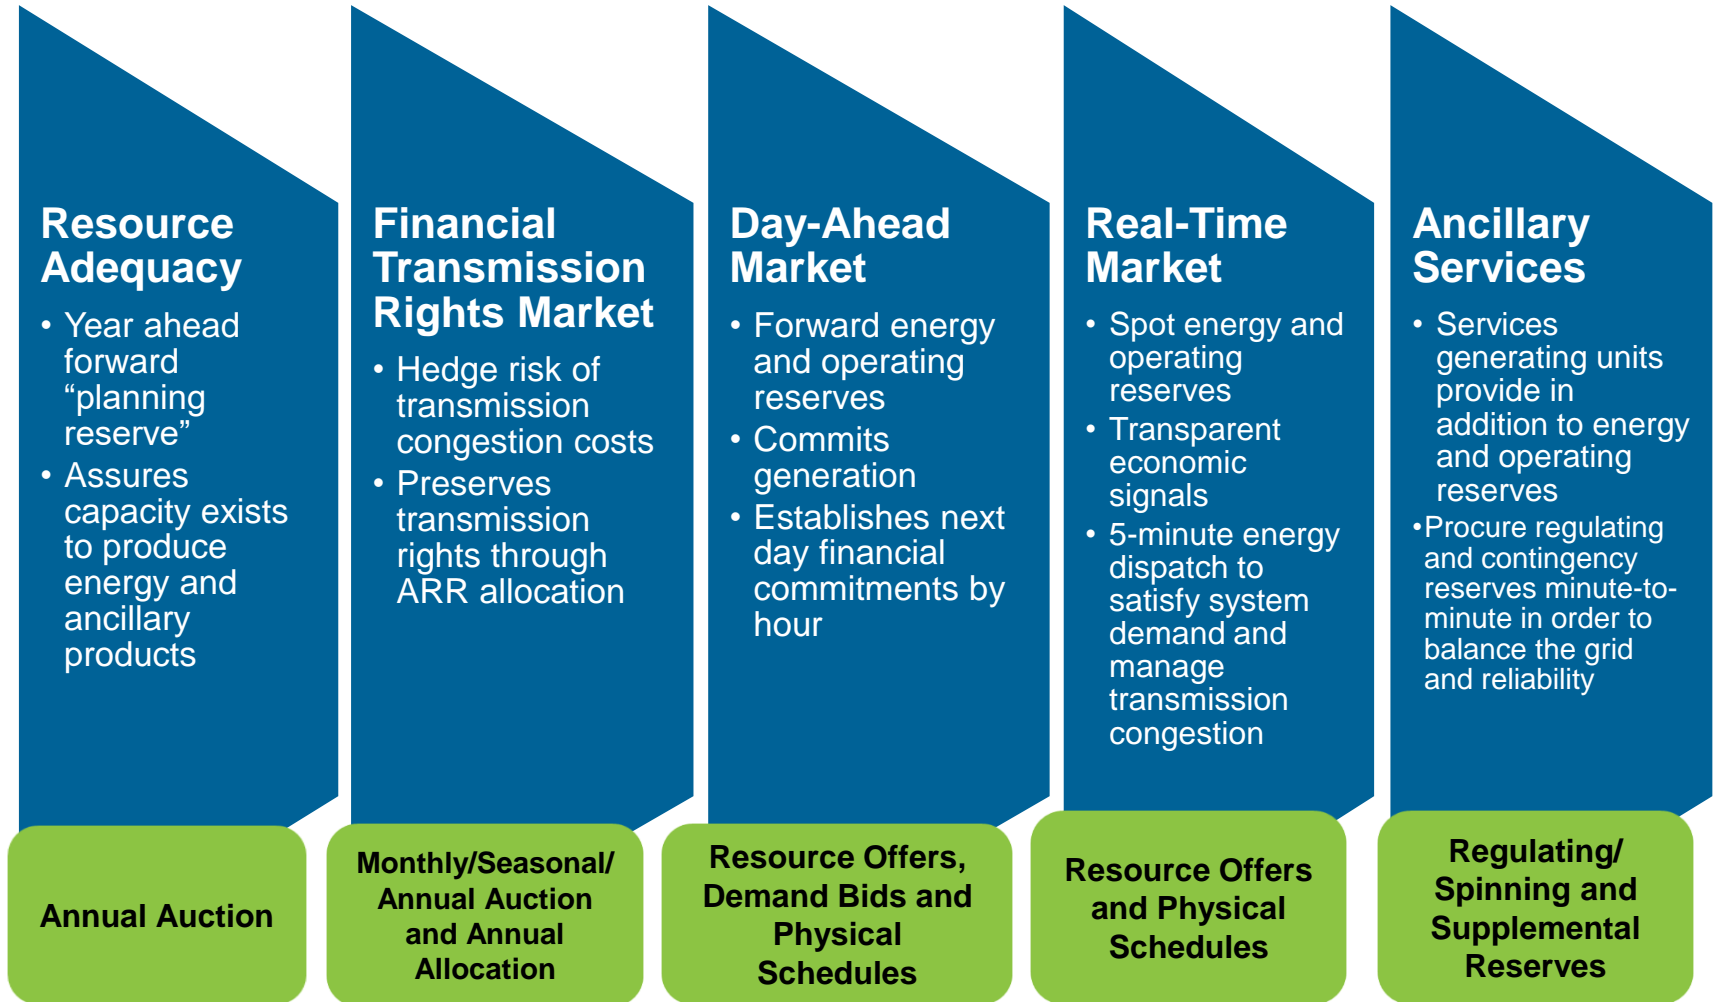 Resource
Adequacy
• Year ahead
forward
“planning
reserve”
• Assures
capacity exists
to produce
energy and
ancillary
products
Annual Auction
Financial
Transmission
Rights Market
• Hedge risk of
transmission
congestion costs
• Preserves
transmission
rights through
ARR allocation
Monthly/Seasonal/
Annual Auction
and Annual
Allocation
Day-Ahead
Market
• Forward energy
and operating
reserves
• Commits
generation
• Establishes next
day financial
commitments by
hour
Resource Offers,
Demand Bids and
Physical
Schedules
Real-Time
Market
• Spot energy and
operating
reserves
• Transparent
economic
signals
• 5-minute energy
dispatch to
satisfy system
demand and
manage
transmission
congestion
Resource Offers
and Physical
Schedules
Ancillary
Services
• Services
generating units
provide in
addition to energy
and operating
reserves
•Procure regulating
and contingency
reserves minute-to-
minute in order to
balance the grid
and reliability
Regulating/
Spinning and
Supplemental
Reserves